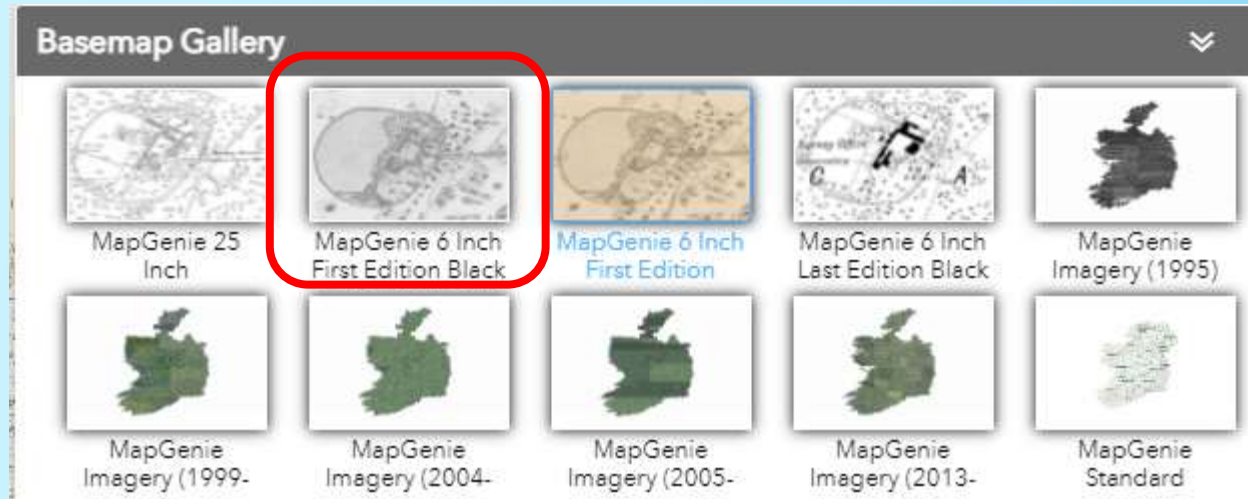 Basemap Gallery
MapGenie 25
Inch
MapGenie 6 Inch
First Edition Black
MapGenie 6 Inch
First Edition
MapGenie 6 Inch
Last Edition Black
MapGenie
Imagery (1995)
MapGenie
Imagery (1999-
MapGenie
Imagery (2004-
MapGenie
Imagery (2005-
MapGenie
Imagery (2013-
MapGenie
Standard
C
A